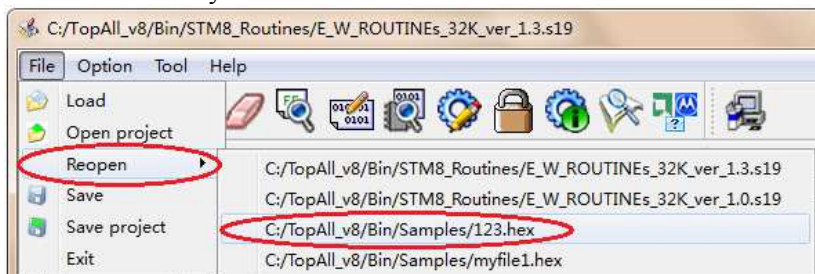 C:/TopAll_v8/Bin/STM8_Routines/E_W_ROUTINEs_32K_ver_1.3.s19
File Option Tool Help
Load
Open project
Reopen
Save
Save project
Exit
C:/TopAll_v8/Bin/STM8_Routines/E_W_ROUTINEs_32K_ver_1.3.s19
C:/TopAll_v8/Bin/STM8_Routines/E_W_ROUTINEs_32K_ver_1.0.s19
C:/TopAll_v8/Bin/Samples/123.hex
C:/TopAll_v8/Bin/Samples/myfile1.hex